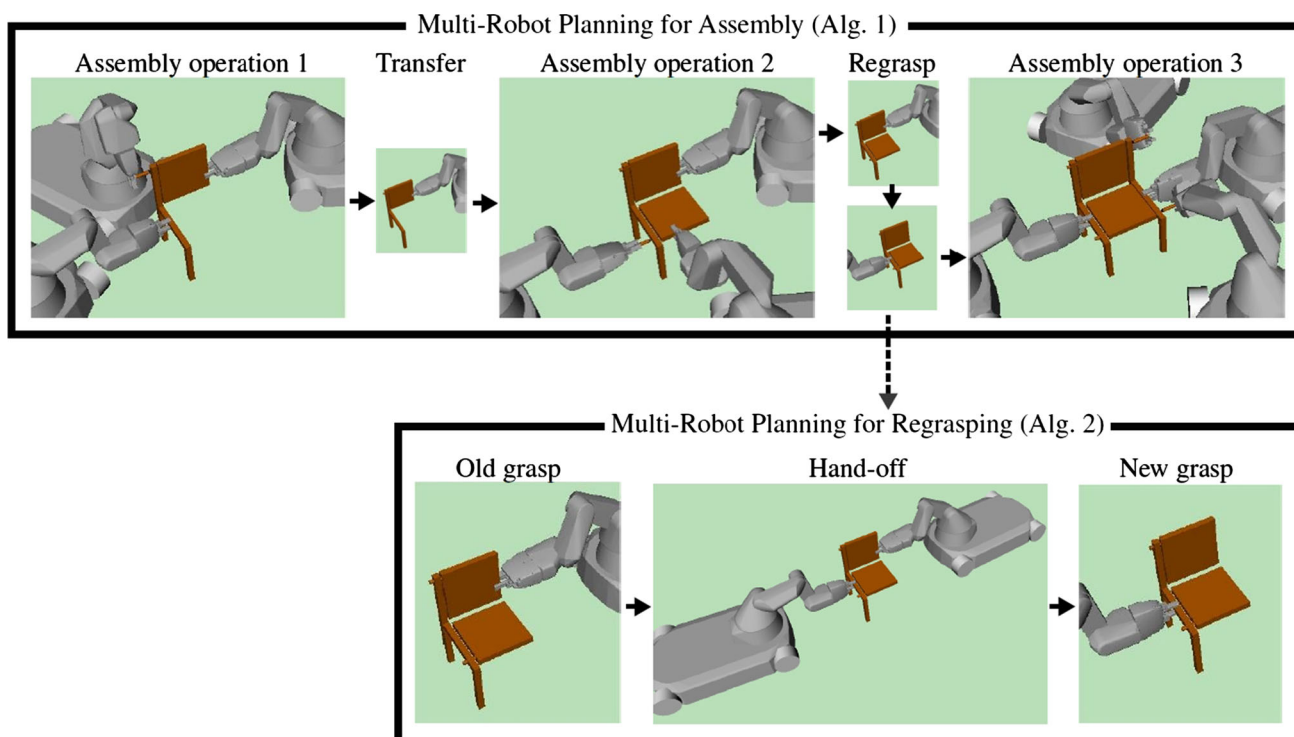 Multi-Robot Planning for Assembly (Alg. 1)
Assembly operation 1
Transfer
Assembly operation 2
Regrasp
Assembly operation 3
Multi-Robot Planning for Regrasping (Alg. 2)
Old grasp
Hand-off
New grasp